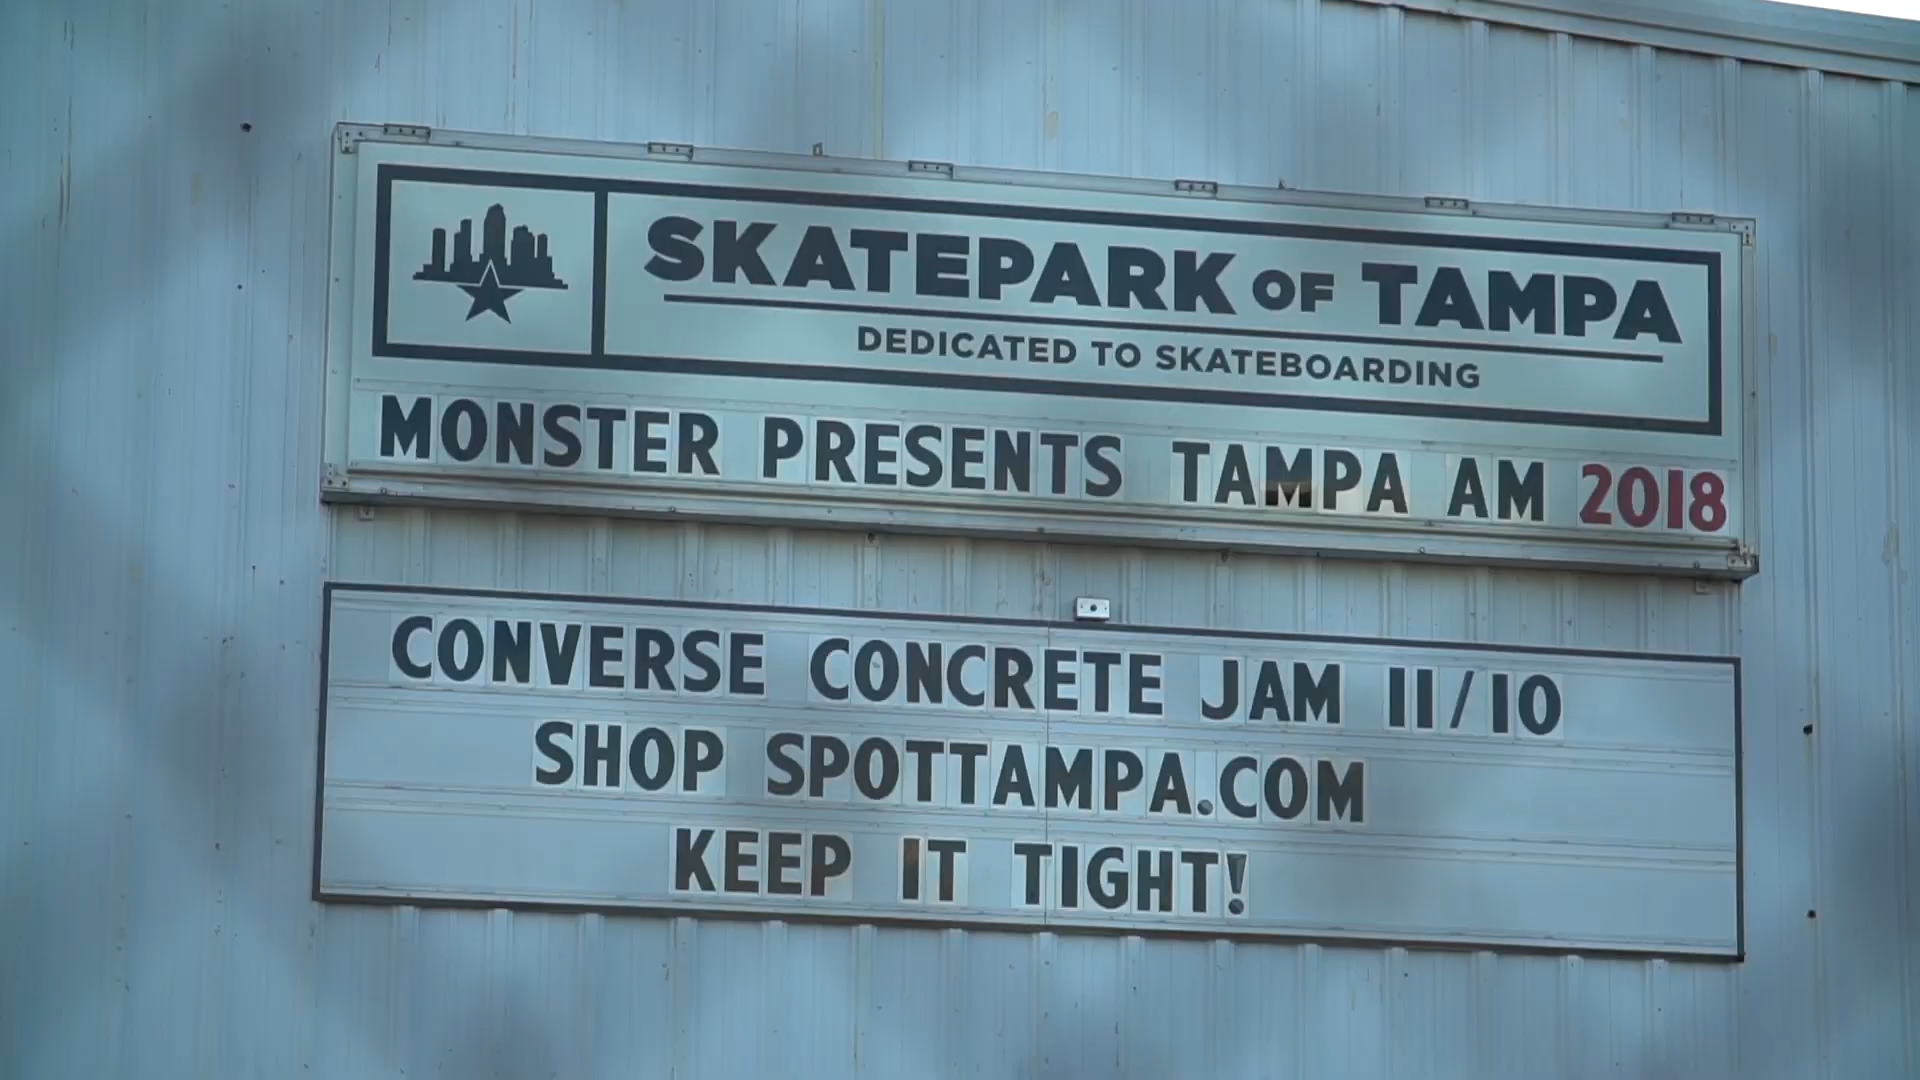 SKATEPARK OF TAMPA
DEDICATED TO SKATEBOARDING
MONSTER PRESENTS TAMPA AM 2018
CONVERSE CONCRETE JAM 11/10
SHOP SPOTTAMPA.COM
KEEP IT TIGHT!